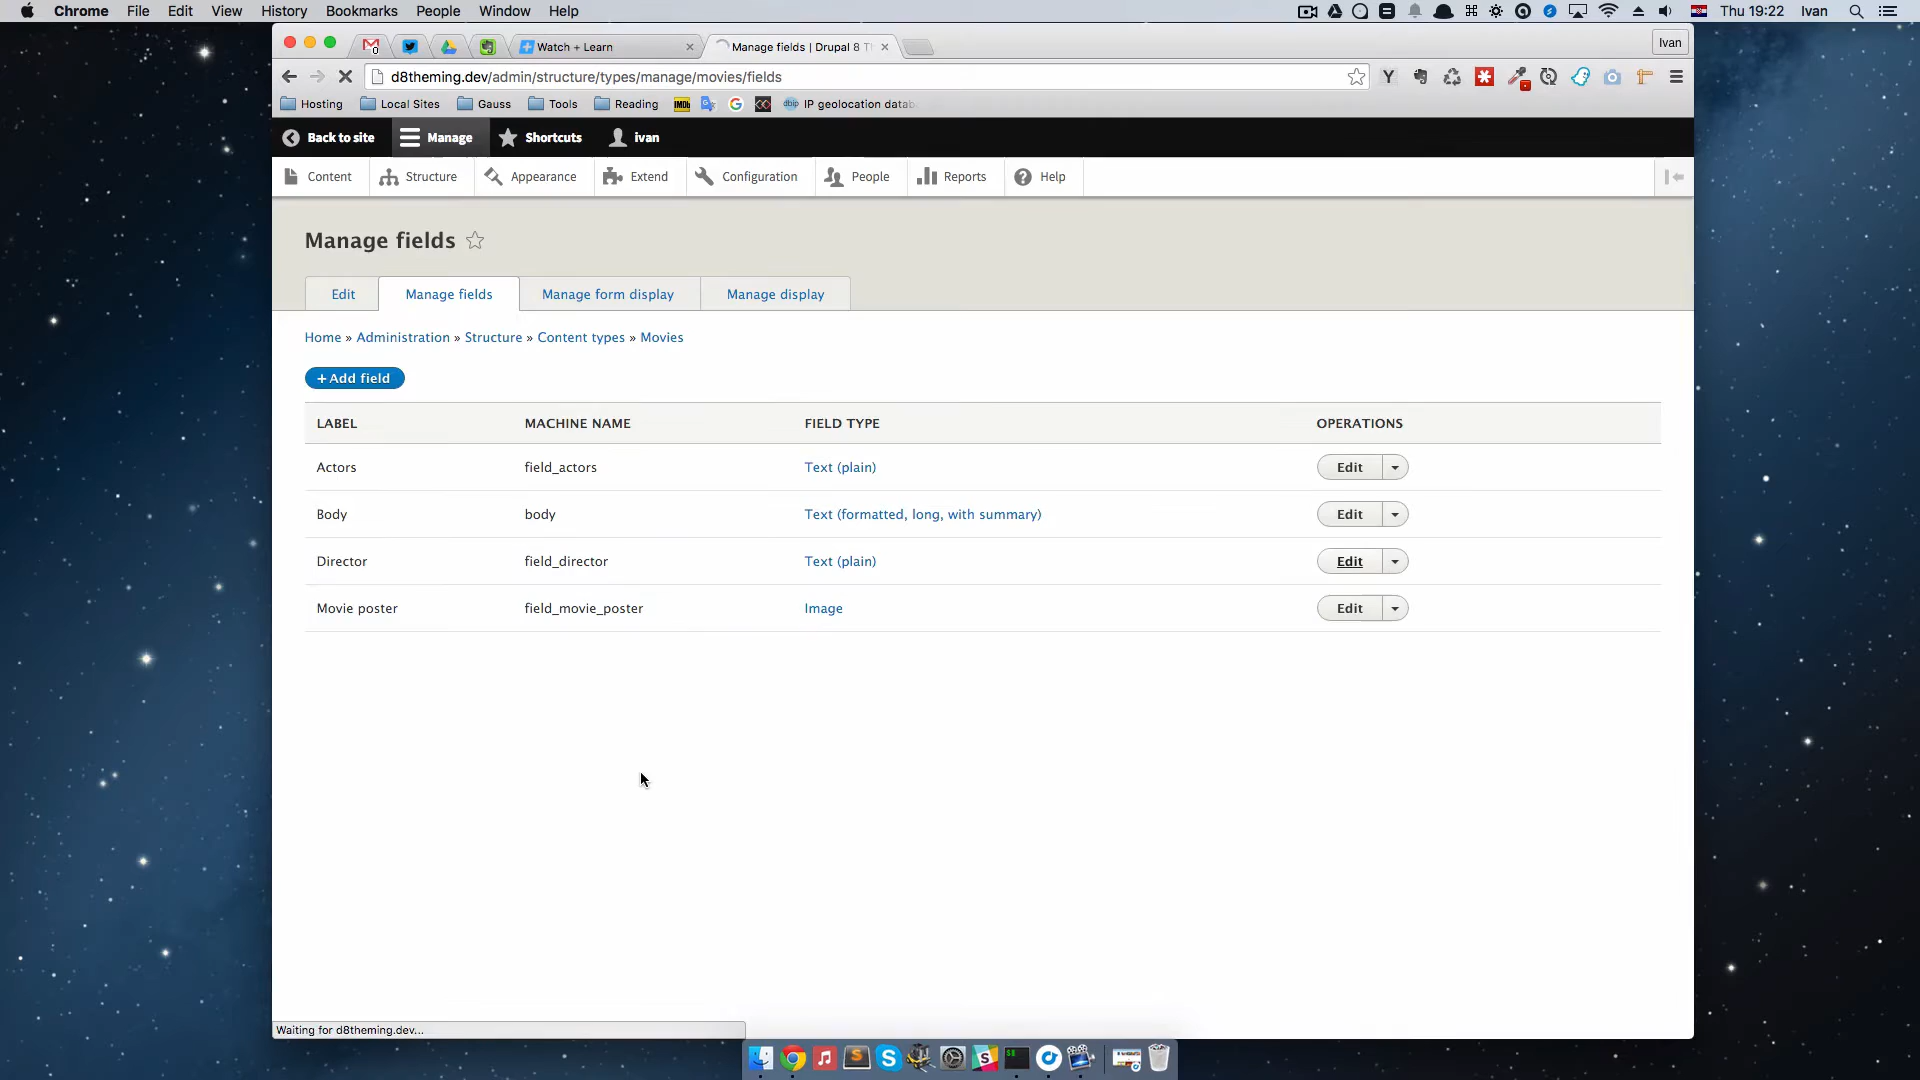 Chrome File Edit View History Bookmarks People Window Help Thu 19:22 Ivan
Watch + Learn Manage fields | Drupal 8 Ivan
d8theming.dev/admin/structure/types/manage/movies/fields
Hosting Local Sites Gauss Tools Reading IMDb IP geolocation datab
Back to site Manage Shortcuts ivan
Content Structure Appearance Extend Configuration People Reports Help
Manage fields
Edit Manage fields Manage form display Manage display
Home » Administration » Structure » Content types » Movies
+ Add field
LABEL MACHINE NAME FIELD TYPE OPERATIONS
Actors field_actors Text (plain) Edit
Body body Text (formatted, long, with summary) Edit
Director field_director Text (plain) Edit
Movie poster field_movie_poster Image Edit
Waiting for d8theming.dev...